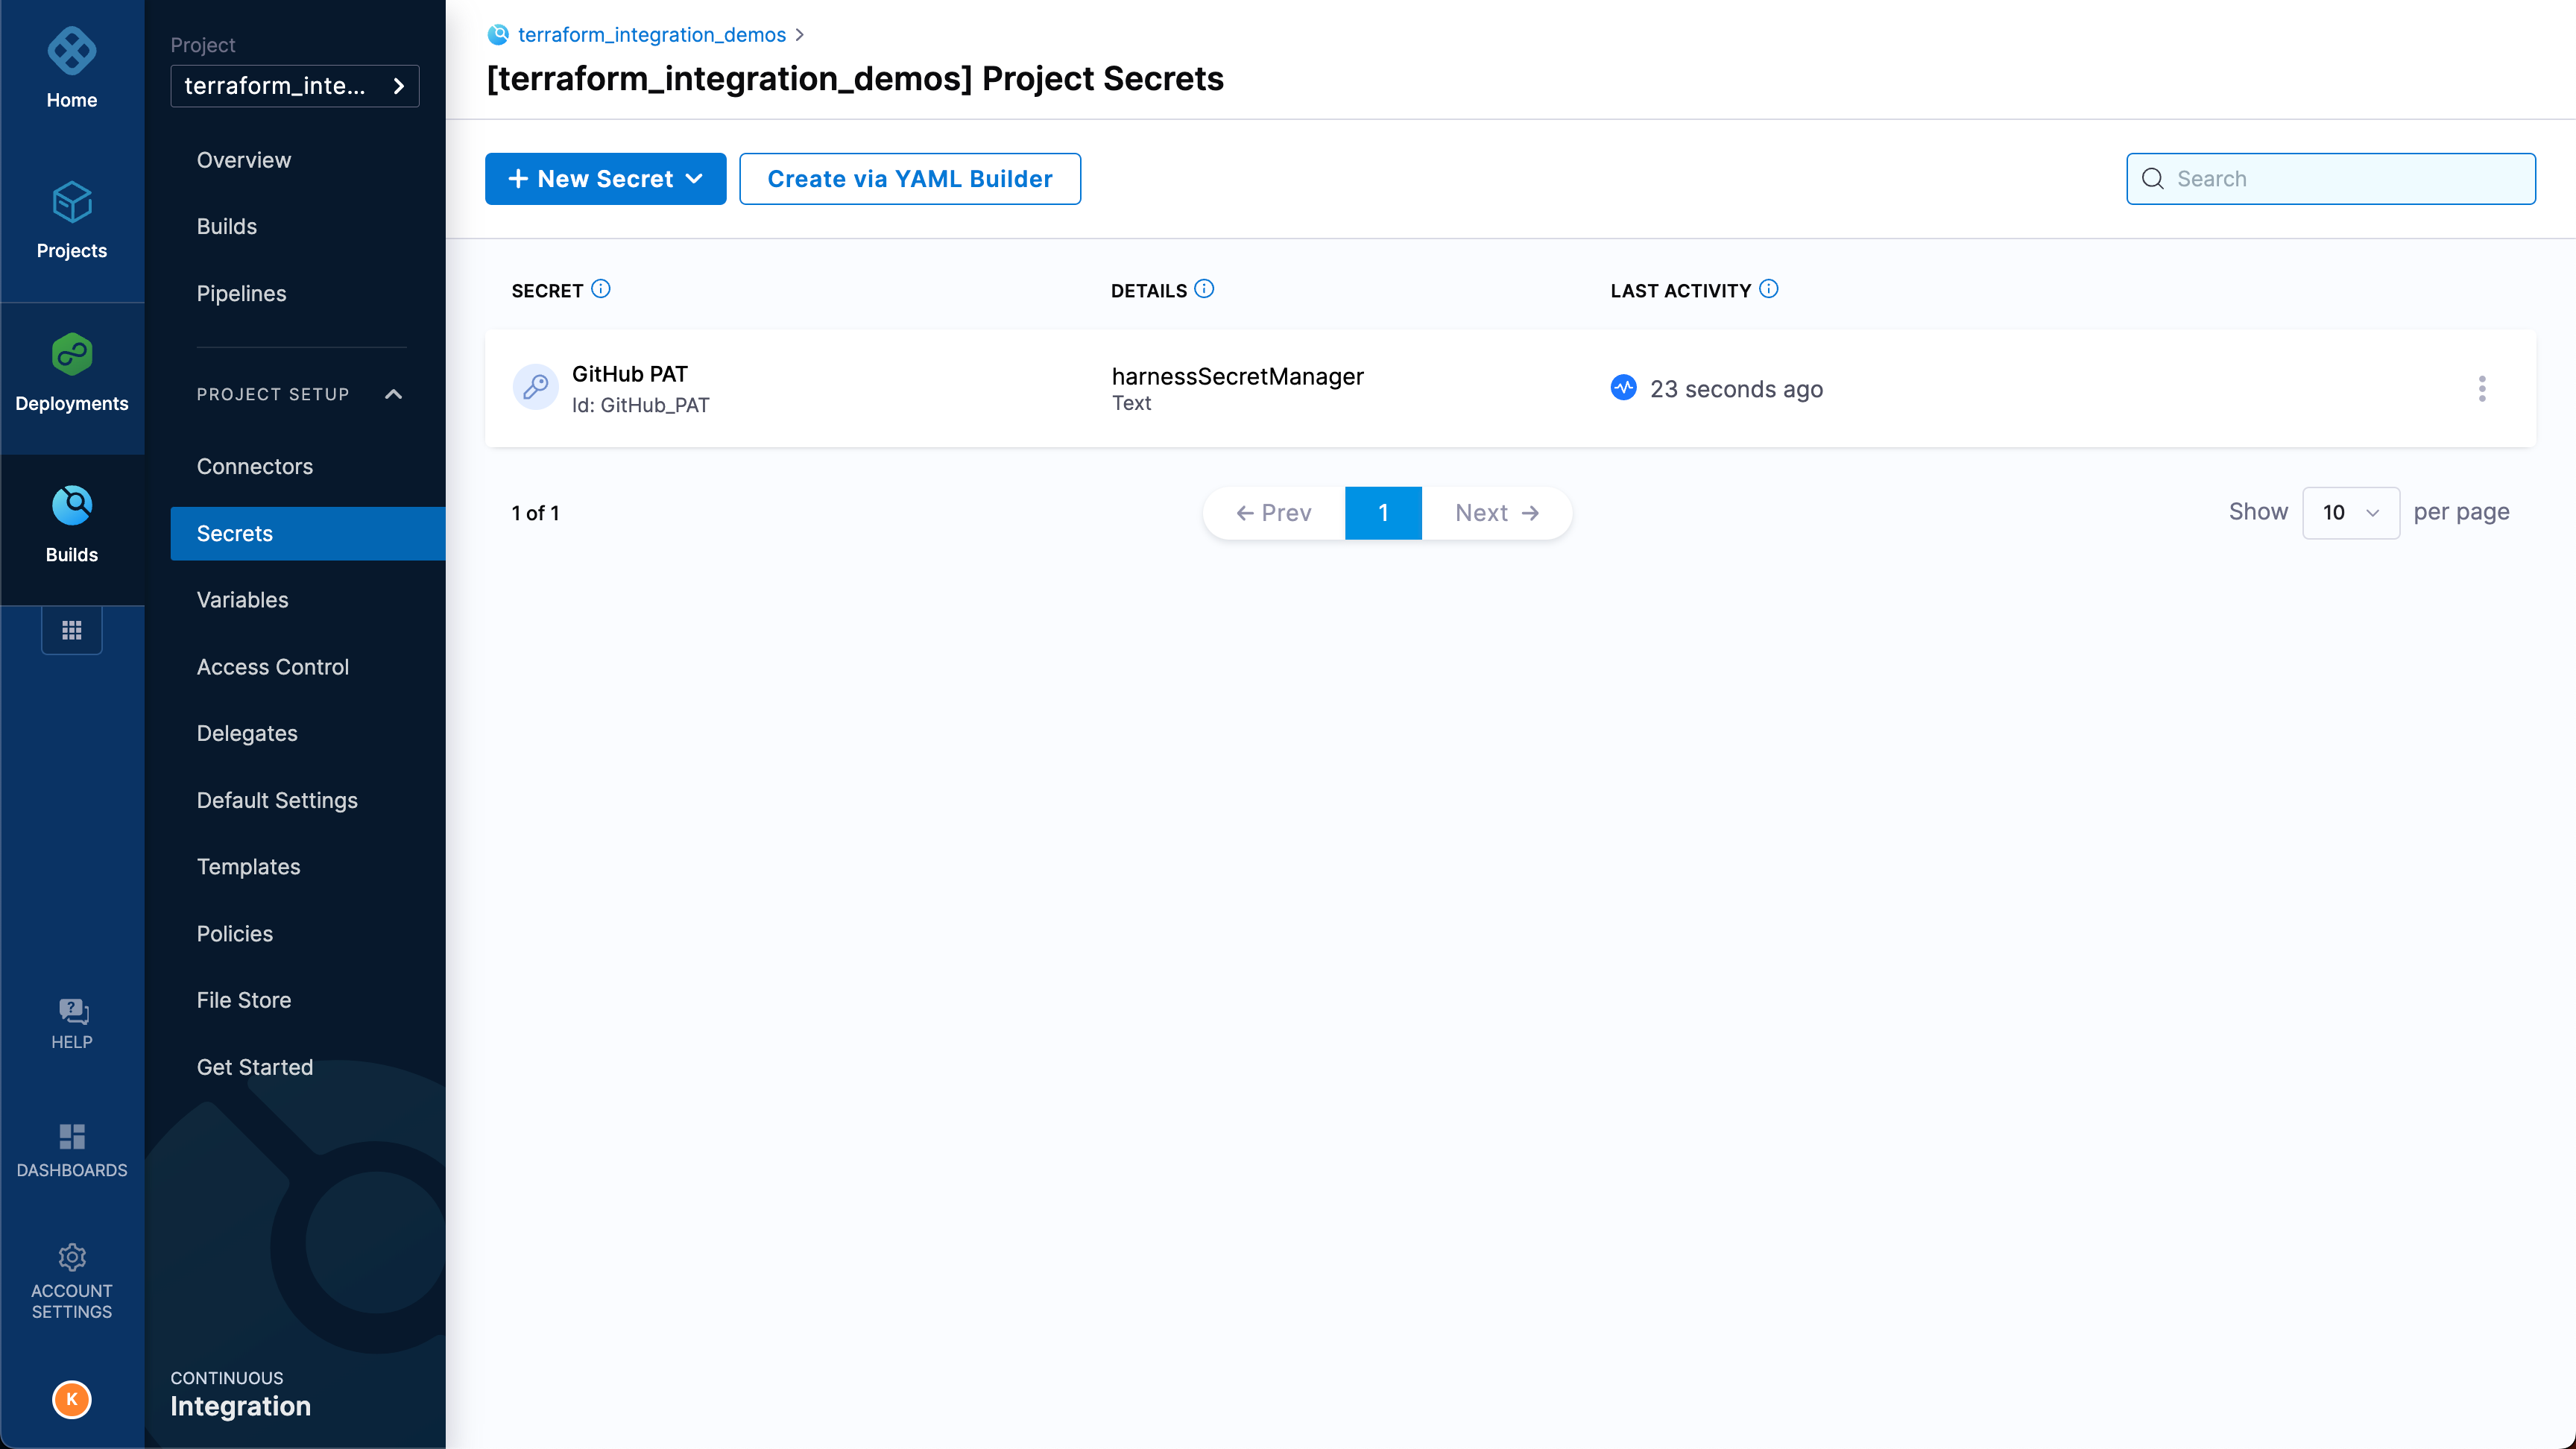 Home
Projects
Deployments
Builds
HELP
DASHBOARDS
ACCOUNT
SETTINGS
K
Project
terraform_inte...
Overview
Builds
Pipelines
PROJECT SETUP
Connectors
Secrets
Variables
Access Control
Delegates
Default Settings
Templates
Policies
File Store
Get Started
CONTINUOUS
Integration
terraform_integration_demos
[terraform_integration_demos] Project Secrets
+ New Secret
Create via YAML Builder
Search
SECRET
DETAILS
LAST ACTIVITY
GitHub PAT
Id: GitHub_PAT
harnessSecretManager
Text
23 seconds ago
1 of 1
← Prev
1
Next →
Show 10 per page